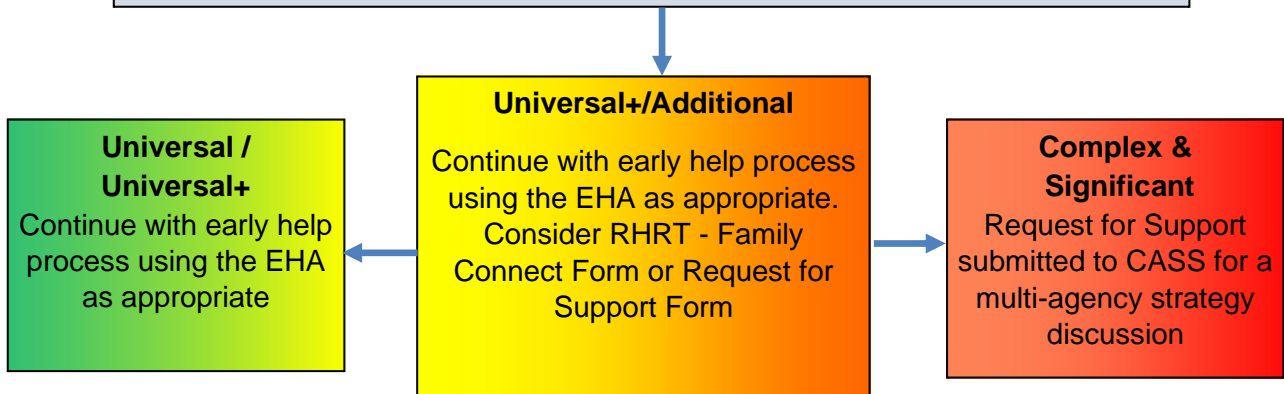 Universal /
Universal+
Continue with early help
process using the EHA
as appropriate
Universal+/Additional
Continue with early help process
using the EHA as appropriate.
Consider RHRT - Family
Connect Form or Request for
Support Form
Complex &
Significant
Request for Support
submitted to CASS for a
multi-agency strategy
discussion